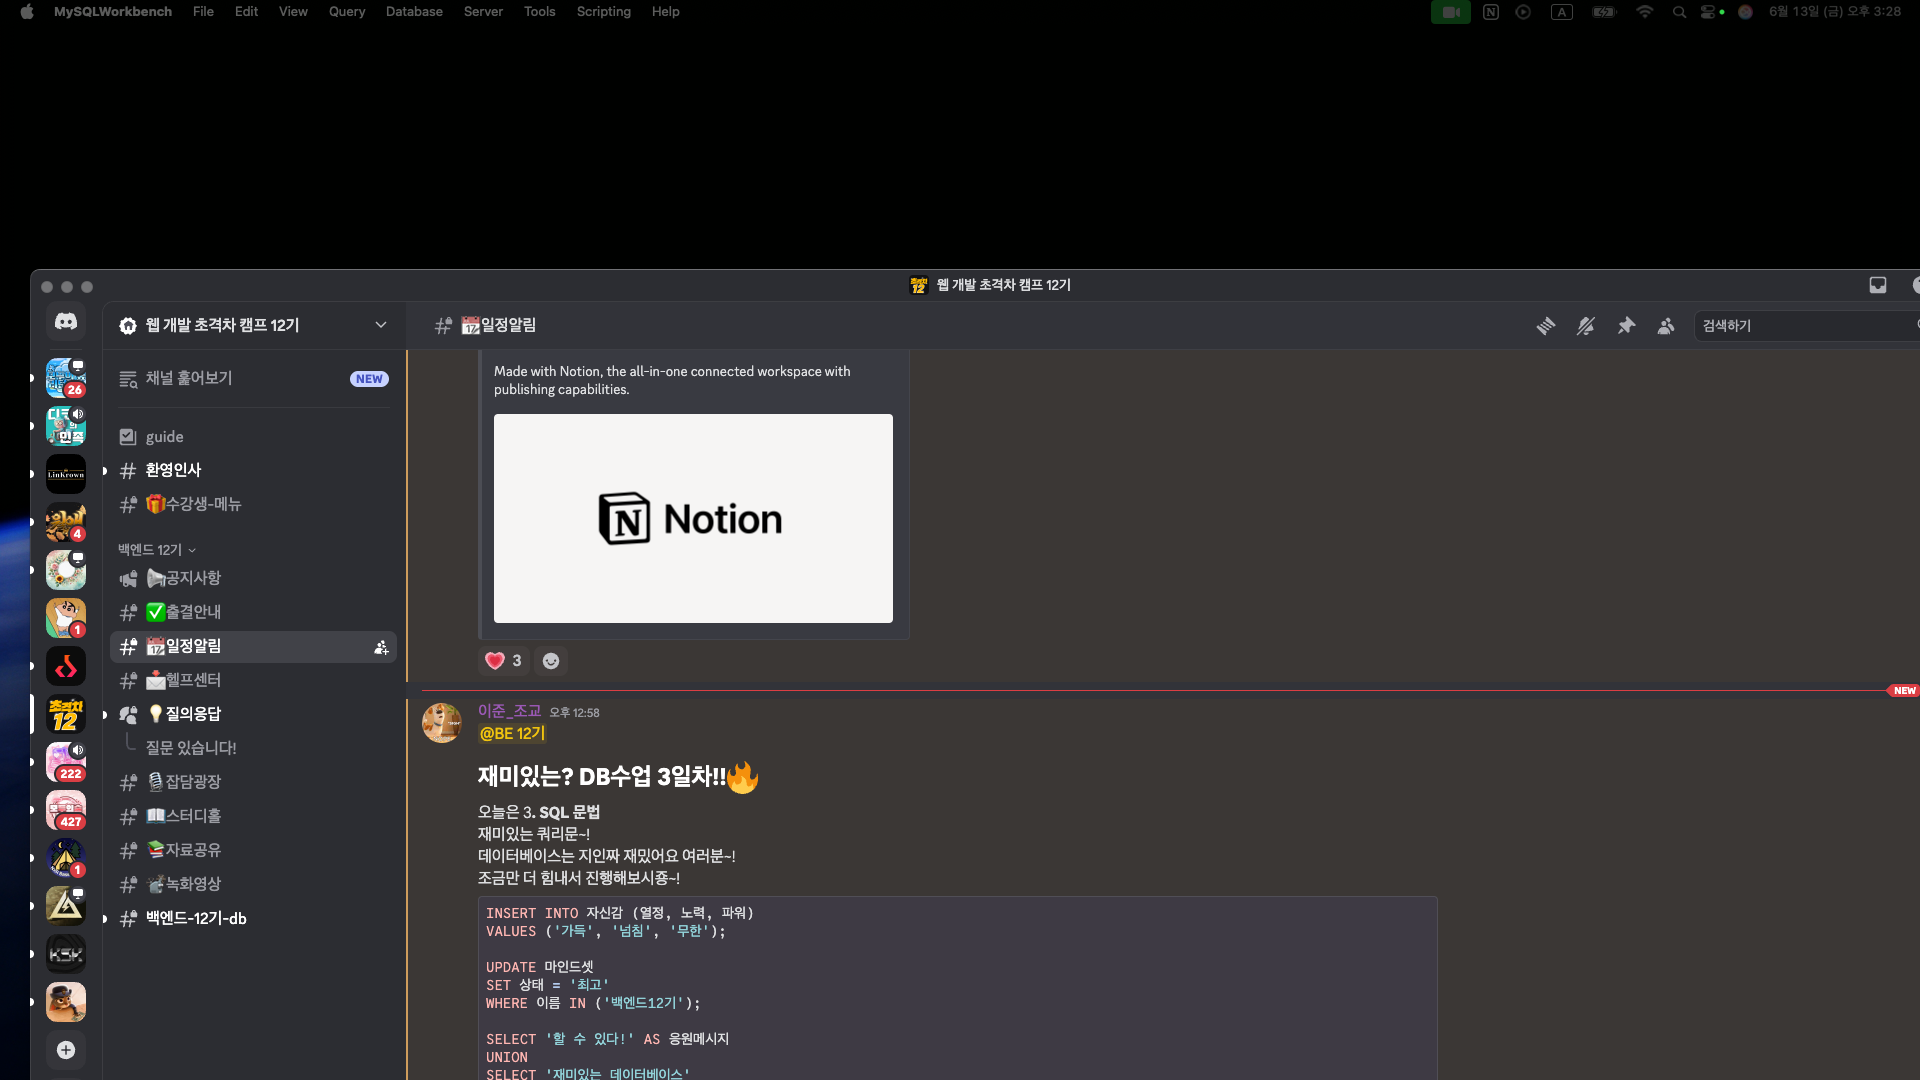 MySQLWorkbench File Edit View Query Database Server Tools Scripting Help
A 6월 13일 (금) 오후 3:28
웹 개발 초격차 캠프 12기
웹 개발 초격차 캠프 12기
일정알림
검색하기
채널 훑어보기 NEW
guide
환영인사
수강생-메뉴
백엔드 12기
공지사항
출결안내
일정알림
헬프센터
질의응답
질문 있습니다!
잡담광장
스터디홀
자료공유
녹화영상
백엔드-12기-db
26
LinKrown
4
1
초격차
12
222
427
1
KSK
Made with Notion, the all-in-one connected workspace with
publishing capabilities.
Notion
3
NEW
이준_조교 오후 12:58
@BE 12기
재미있는? DB수업 3일차!!🔥
오늘은 3. SQL 문법
재미있는 쿼리문~!
데이터베이스는 지인짜 재밌어요 여러분~!
조금만 더 힘내서 진행해보시죵~!
INSERT INTO 자신감 (열정, 노력, 파워)
VALUES ('가득', '넘침', '무한');
UPDATE 마인드셋
SET 상태 = '최고'
WHERE 이름 IN ('백엔드12기');
SELECT '할 수 있다!' AS 응원메시지
UNION
SELECT '재미있는 데이터베이스'